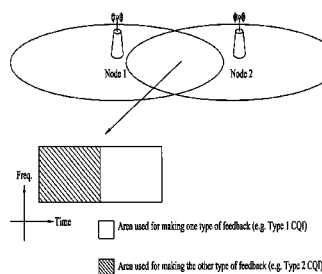 Node 1
Node 2
Freq.
Time
Area used for making one type of feedback (e.g. Type 1 CQI)
Area used for making the other type of feedback (e.g. Type 2 CQI)